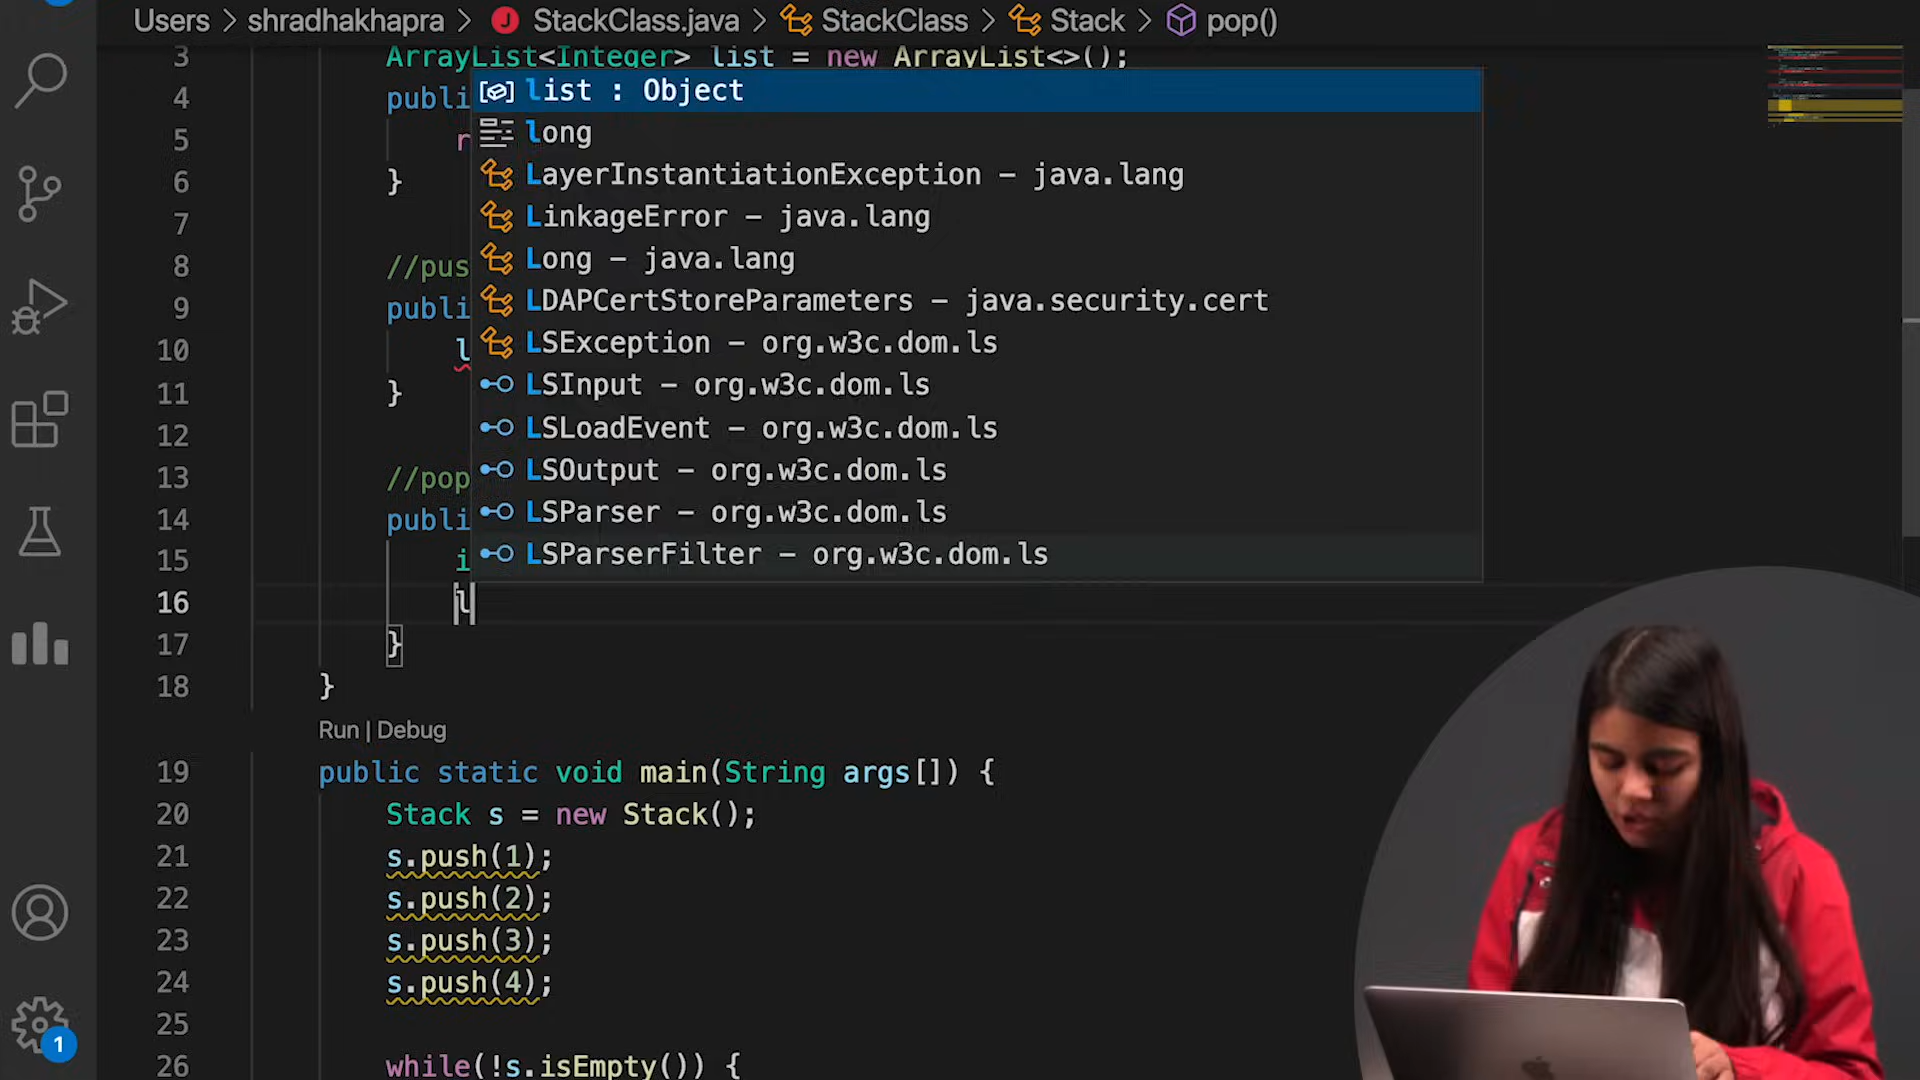 Users > shradhakhapra > J StackClass.java > StackClass > Stack > pop()
3 ArrayList<Integer> list = new ArrayList<>();
4 publi
list : Object
5 r
long
6 }
LayerInstantiationException – java.lang
7
LinkageError – java.lang
8 //pus
Long – java.lang
9 publi
LDAPCertStoreParameters – java.security.cert
10 l
LSException – org.w3c.dom.ls
11 }
LSInput – org.w3c.dom.ls
12
LSLoadEvent – org.w3c.dom.ls
13 //pop
LSOutput – org.w3c.dom.ls
14 publi
LSParser – org.w3c.dom.ls
15 i
LSParserFilter – org.w3c.dom.ls
16 l
17 }
18 }
Run | Debug
19 public static void main(String args[]) {
20 Stack s = new Stack();
21 s.push(1);
22 s.push(2);
23 s.push(3);
24 s.push(4);
25
26 while(!s.isEmpty()) {
1